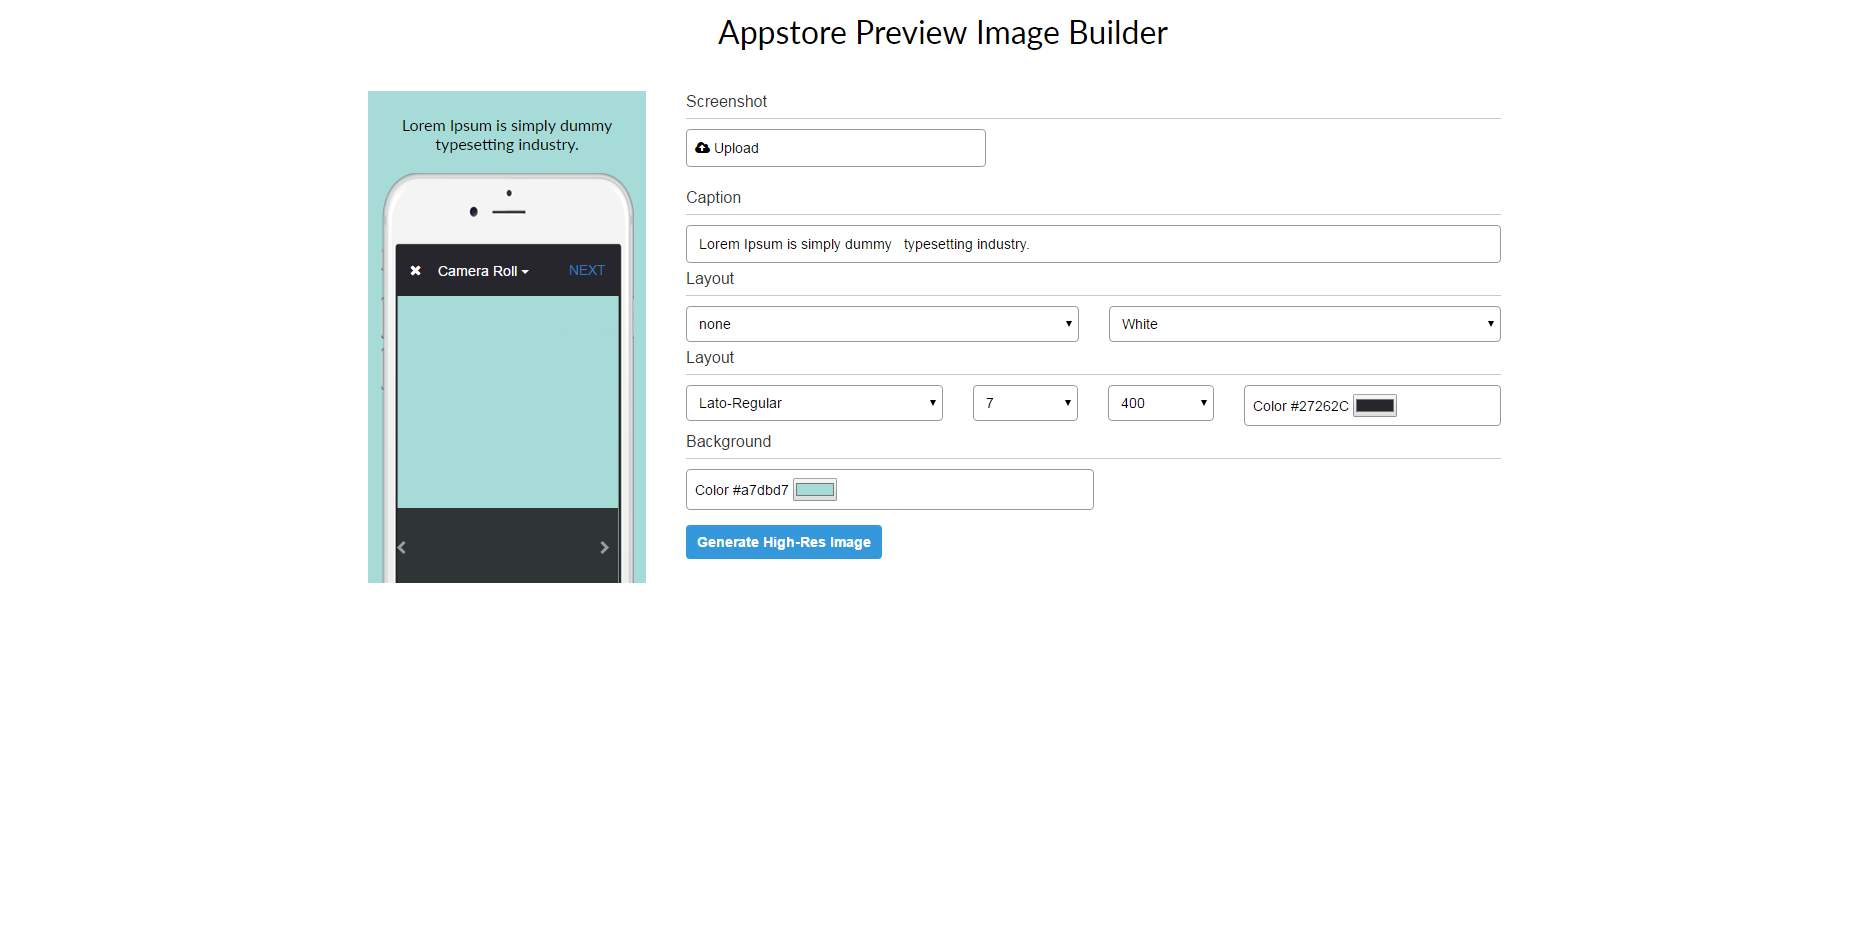 Appstore Preview Image Builder
Lorem Ipsum is simply dummy
typesetting industry.
Camera Roll
NEXT
Screenshot
Upload
Caption
Lorem Ipsum is simply dummy   typesetting industry.
Layout
none
White
Layout
Lato-Regular
7
400
Color #27262C
Background
Color #a7dbd7
Generate High-Res Image